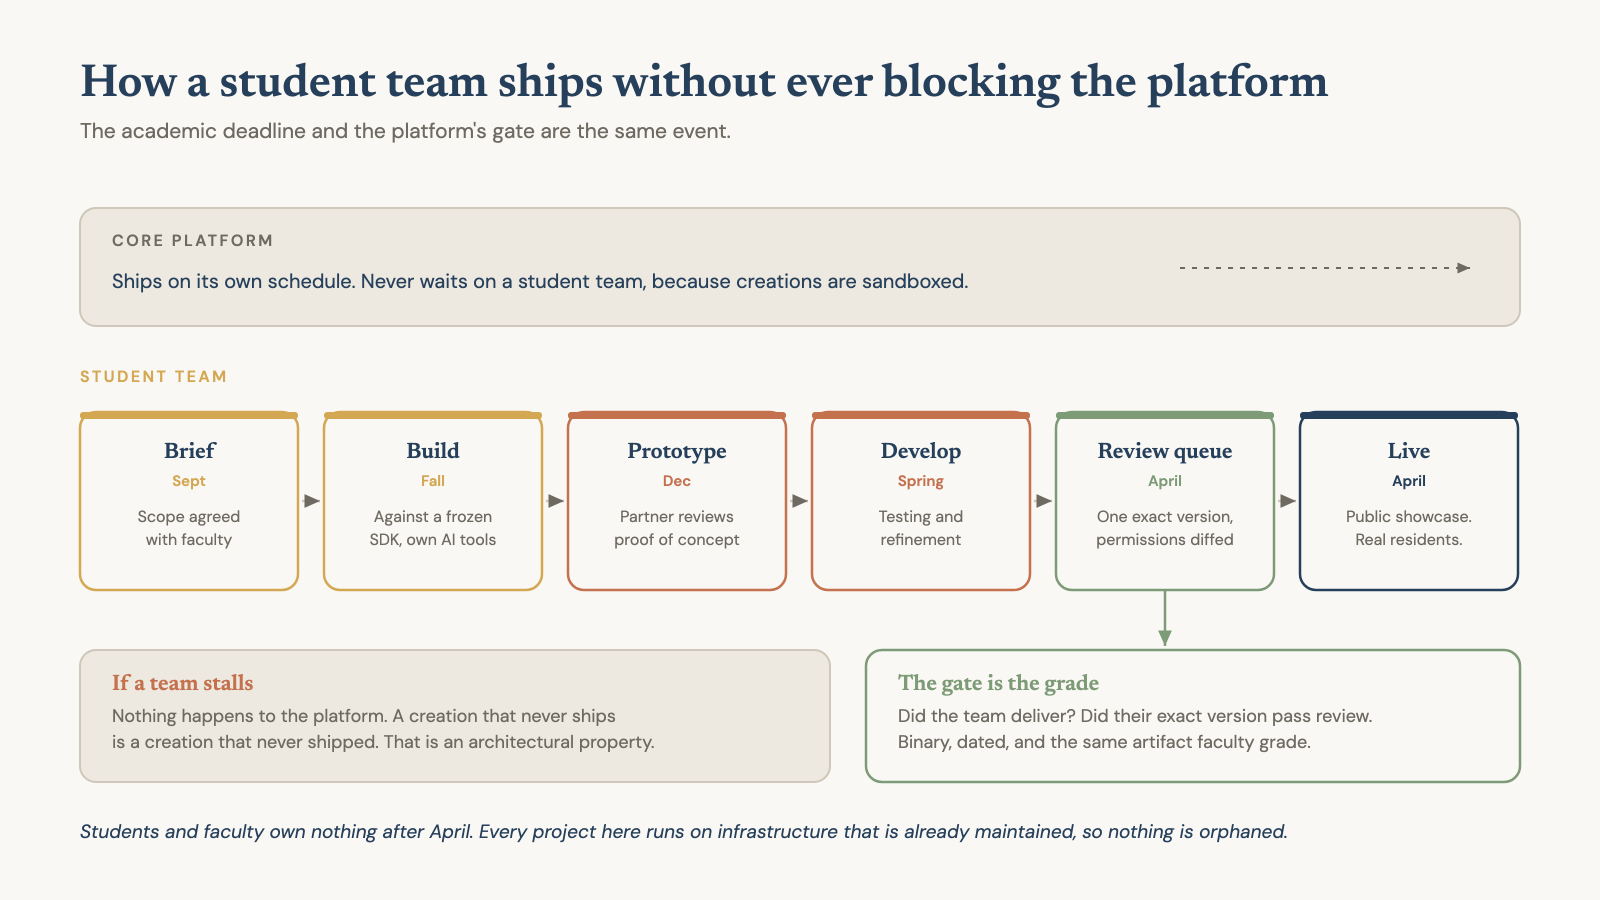 How a student team ships without ever blocking the platform
The academic deadline and the platform's gate are the same event.
CORE PLATFORM
Ships on its own schedule. Never waits on a student team, because creations are sandboxed.
STUDENT TEAM
Brief
Sept
Scope agreed
with faculty
Build
Fall
Against a frozen
SDK, own AI tools
Prototype
Dec
Partner reviews
proof of concept
Develop
Spring
Testing and
refinement
Review queue
April
One exact version,
permissions diffed
Live
April
Public showcase.
Real residents.
If a team stalls
Nothing happens to the platform. A creation that never ships
is a creation that never shipped. That is an architectural property.
The gate is the grade
Did the team deliver? Did their exact version pass review.
Binary, dated, and the same artifact faculty grade.
Students and faculty own nothing after April. Every project here runs on infrastructure that is already maintained, so nothing is orphaned.